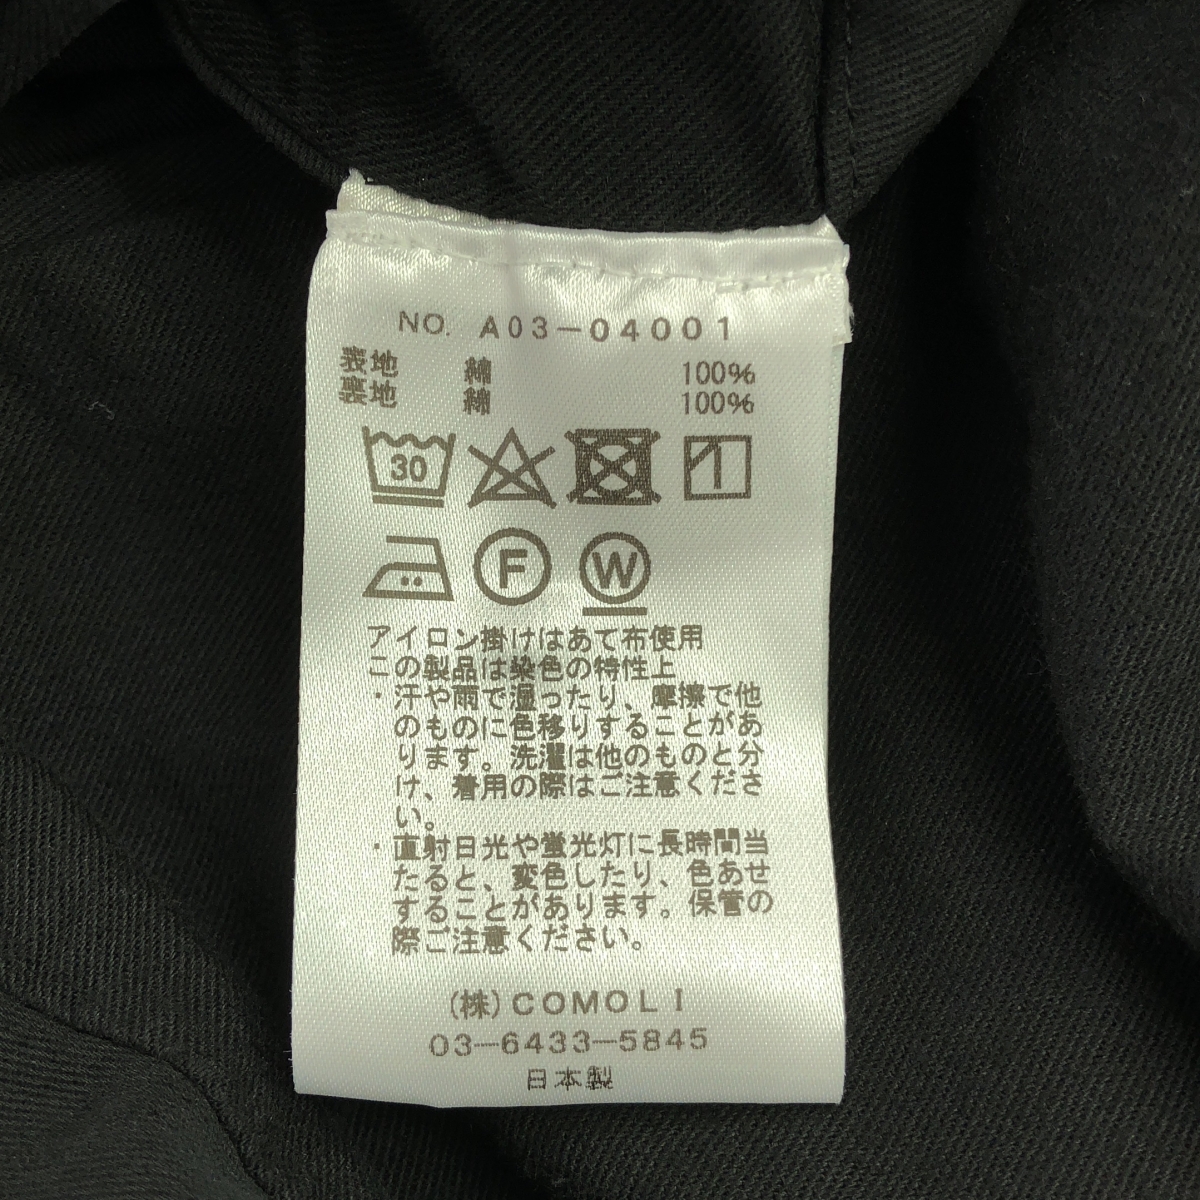 NO. A03-04001
表地 綿 100%
裏地 綿 100%
30
F W
アイロン掛けはあて布使用
この製品は染色の特性上
・汗や雨で湿ったり、摩擦で他
のものに色移りすることがあ
ります。洗濯は他のものと分
け、着用の際はご注意くださ
い。
・直射日光や蛍光灯に長時間当
たると、変色したり、色あせ
することがあります。保管の
際ご注意ください。
(株)COMOLI
03-6433-5845
日本製